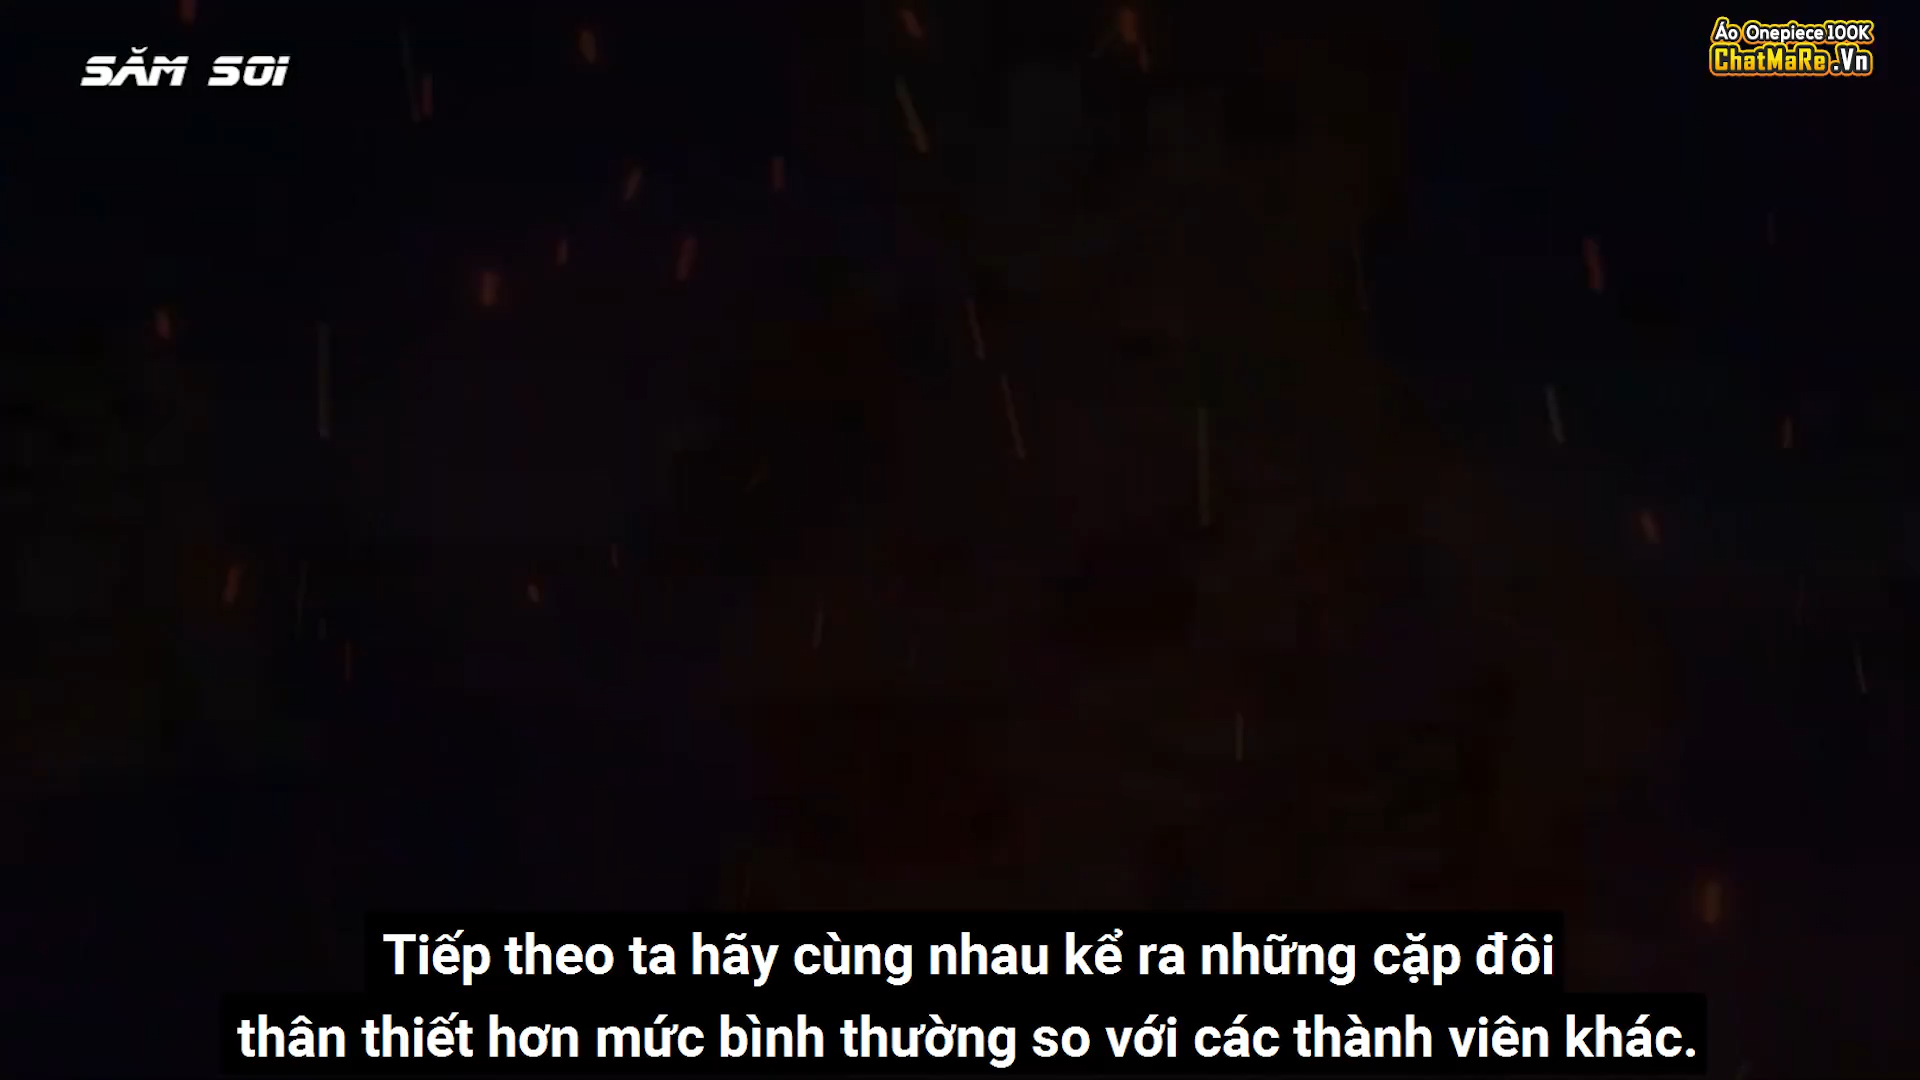 SĂM SOI
Áo Onepiece 100K
ChatMaRe.Vn
Tiếp theo ta hãy cùng nhau kể ra những cặp đôi
thân thiết hơn mức bình thường so với các thành viên khác.